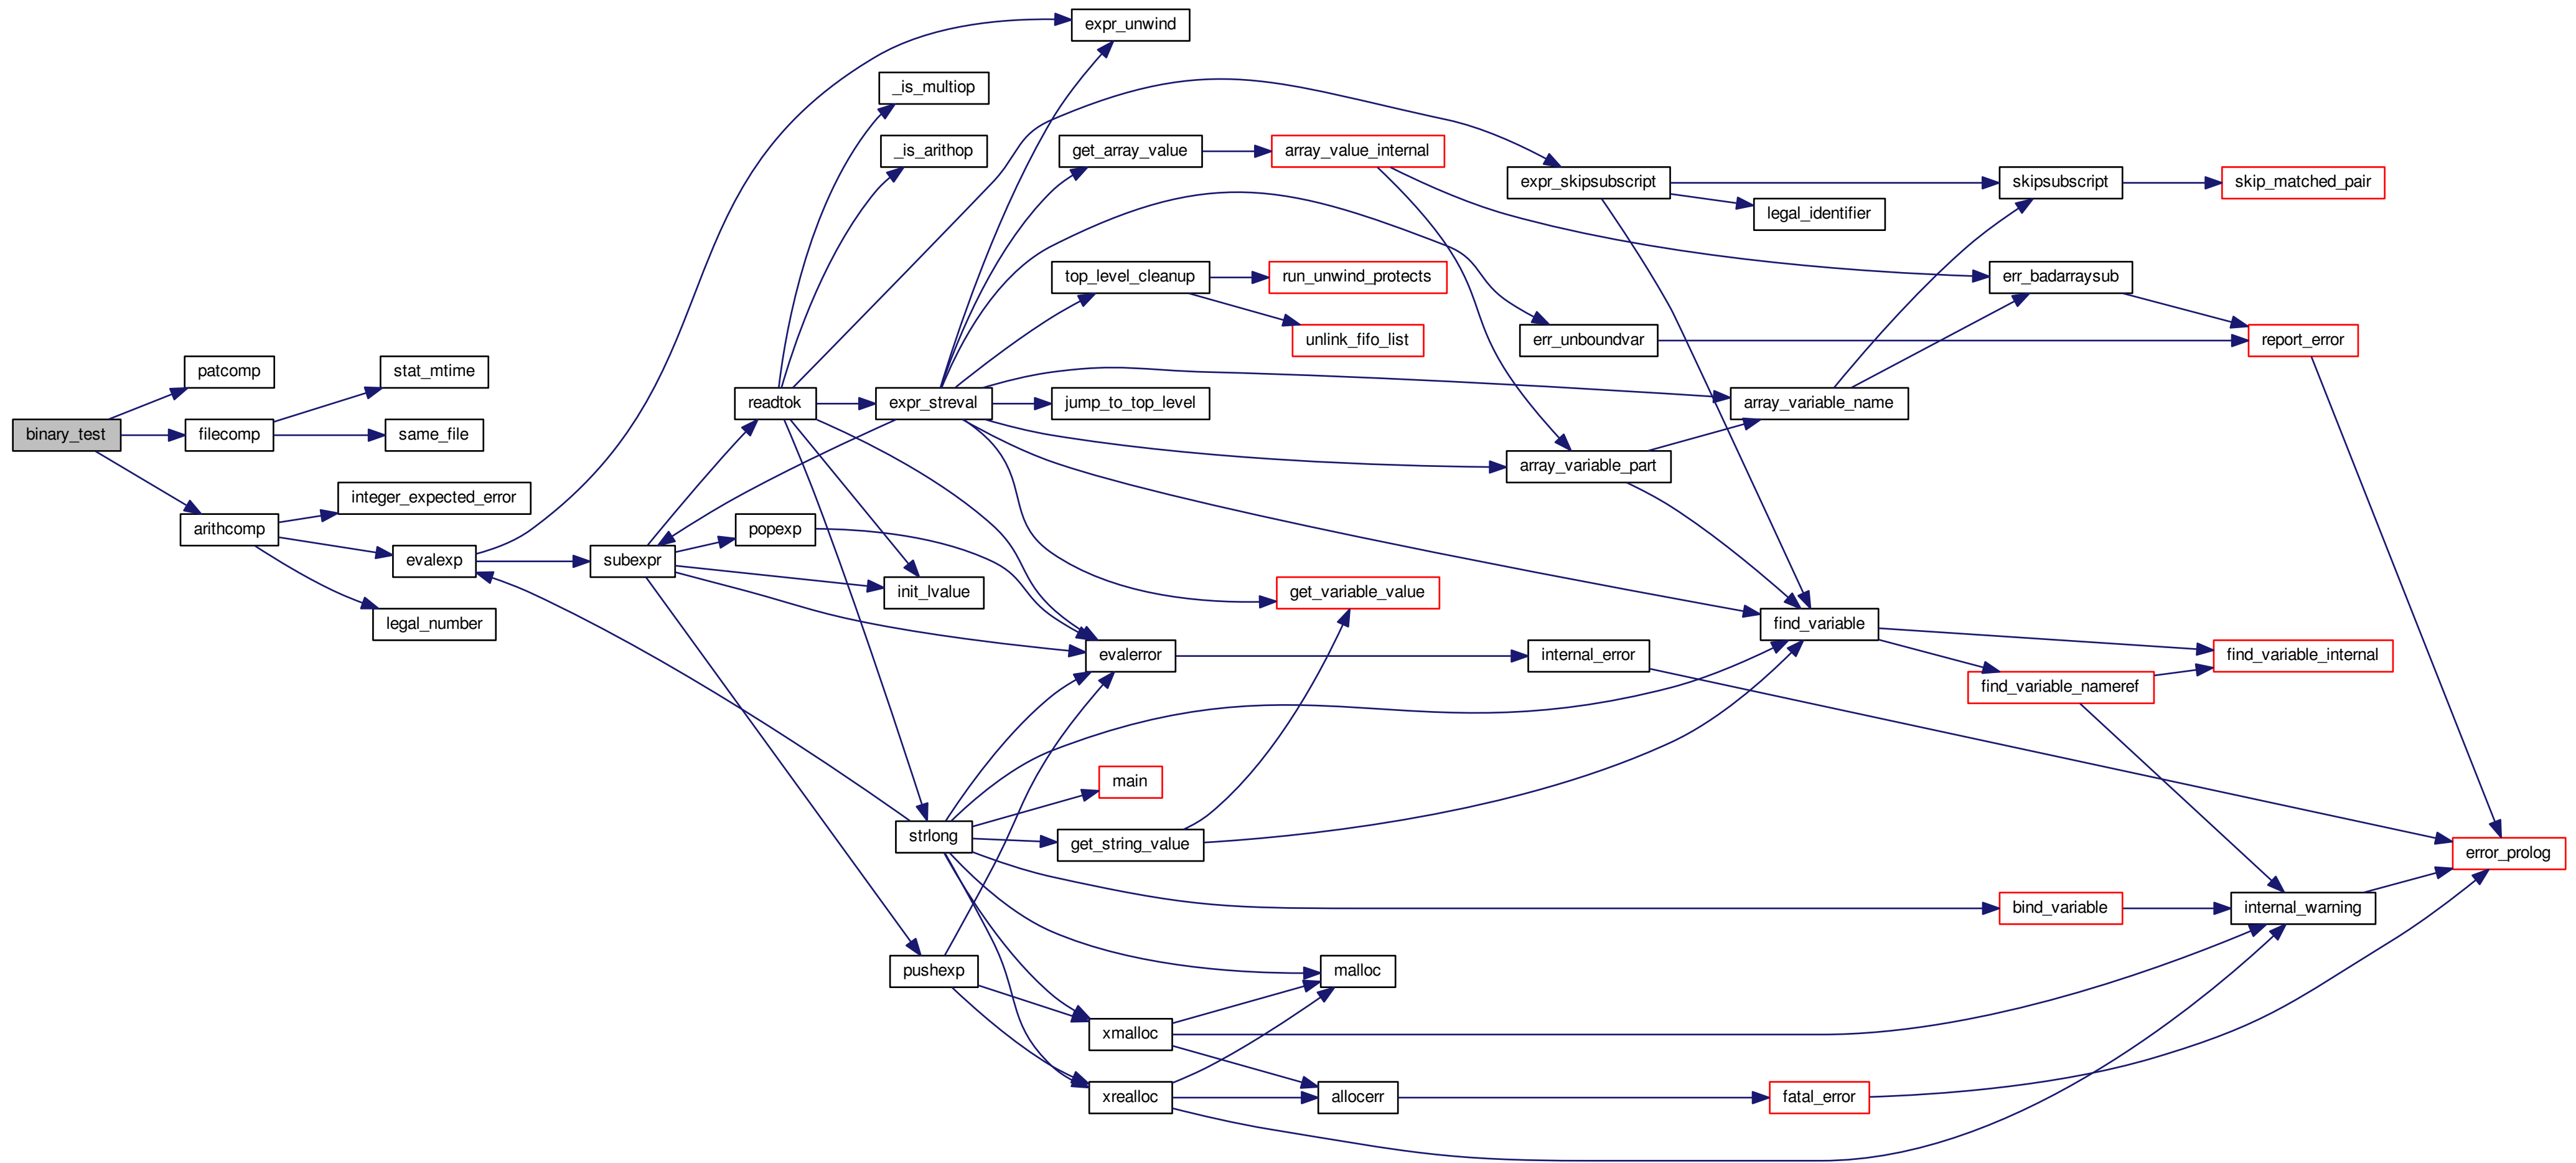 expr_unwind
_is_multiop
_is_arithop
get_array_value
array_value_internal
expr_skipsubscript
skipsubscript
skip_matched_pair
legal_identifier
top_level_cleanup
run_unwind_protects
err_badarraysub
unlink_fifo_list
err_unboundvar
report_error
patcomp
stat_mtime
readtok
expr_streval
jump_to_top_level
array_variable_name
binary_test
filecomp
same_file
array_variable_part
integer_expected_error
arithcomp
popexp
evalexp
subexpr
init_lvalue
get_variable_value
legal_number
find_variable
evalerror
internal_error
find_variable_internal
find_variable_nameref
main
strlong
get_string_value
error_prolog
bind_variable
internal_warning
pushexp
malloc
xmalloc
xrealloc
allocerr
fatal_error